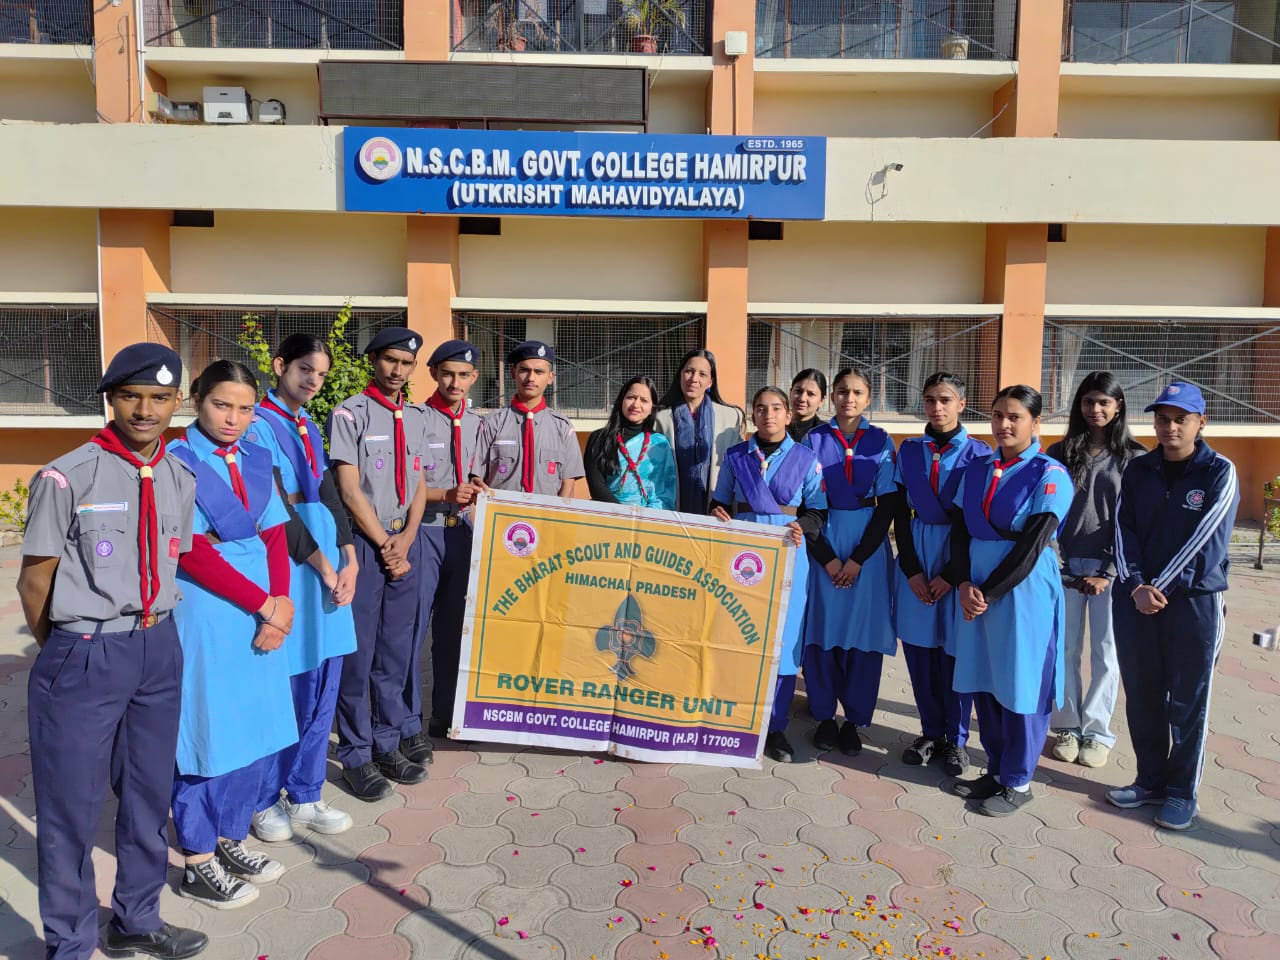 ESTD. 1965
N.S.C.B.M. GOVT. COLLEGE HAMIRPUR
(UTKRISHT MAHAVIDYALAYA)
THE BHARAT SCOUT AND GUIDES ASSOCIATION
HIMACHAL PRADESH
ROVER RANGER UNIT
NSCBM GOVT. COLLEGE HAMIRPUR (H.P.) 177005